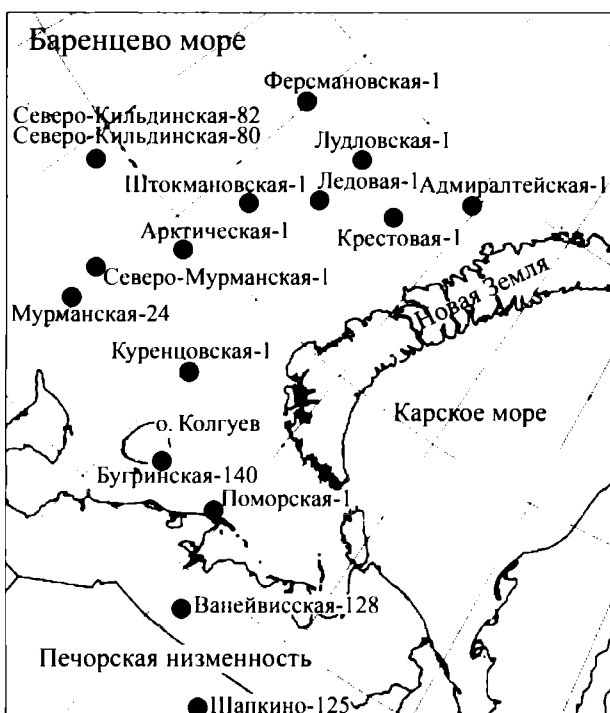 Баренцево море
Ферсмановская-1
Северо-Кильдинская-82
Северо-Кильдинская-80
Лудловская-1
Штокмановская-1
Ледовая-1
Адмиралтейская-1
Арктическая-1
Крестовая-1
Северо-Мурманская-1
Мурманская-24
Новая Земля
Куренцовская-1
Карское море
о. Колгуев
Бугринская-140
Поморская-1
Ванейвисская-128
Печорская низменность
Шапкино-125